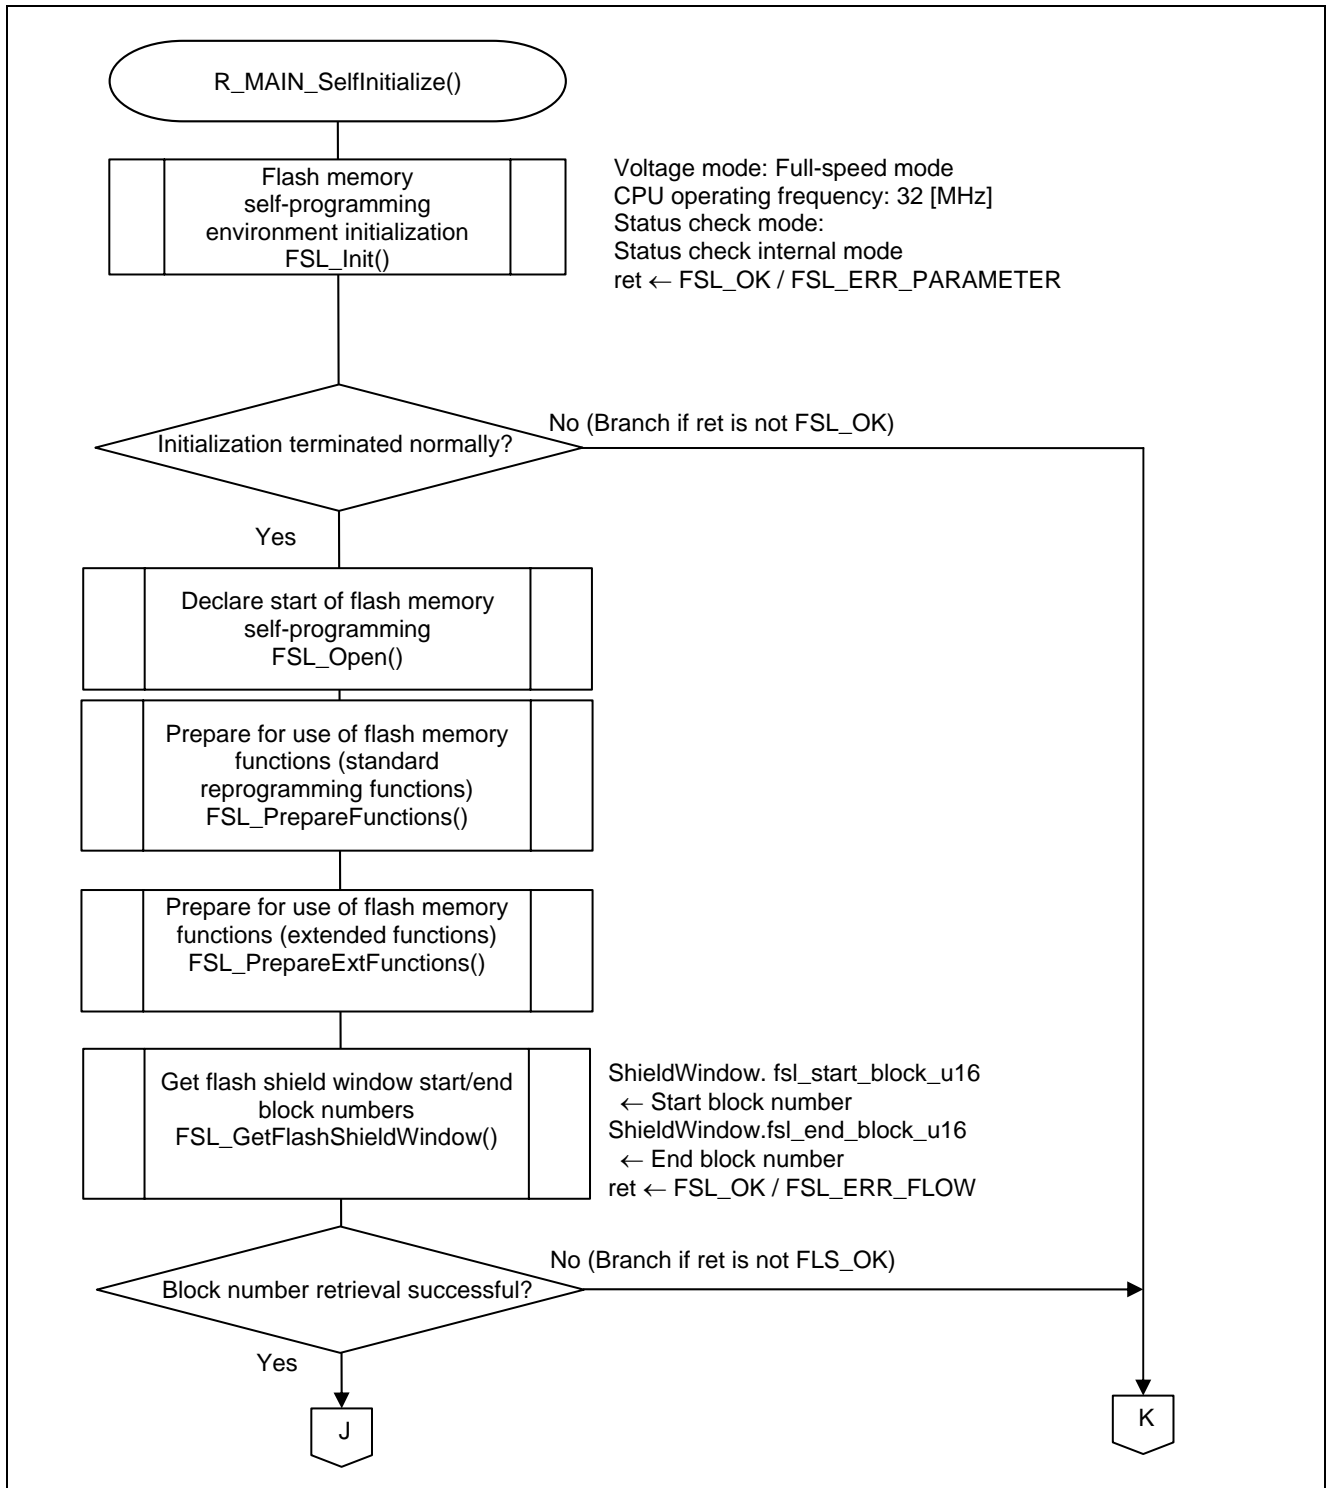 R_MAIN_SelfInitialize()
Flash memory
self-programming
environment initialization
FSL_Init()
Voltage mode: Full-speed mode
CPU operating frequency: 32 [MHz]
Status check mode:
Status check internal mode
ret ← FSL_OK / FSL_ERR_PARAMETER
Initialization terminated normally?
No (Branch if ret is not FSL_OK)
Yes
Declare start of flash memory
self-programming
FSL_Open()
Prepare for use of flash memory
functions (standard
reprogramming functions)
FSL_PrepareFunctions()
Prepare for use of flash memory
functions (extended functions)
FSL_PrepareExtFunctions()
Get flash shield window start/end
block numbers
FSL_GetFlashShieldWindow()
ShieldWindow. fsl_start_block_u16
← Start block number
ShieldWindow.fsl_end_block_u16
← End block number
ret ← FSL_OK / FSL_ERR_FLOW
Block number retrieval successful?
No (Branch if ret is not FLS_OK)
Yes
J
K